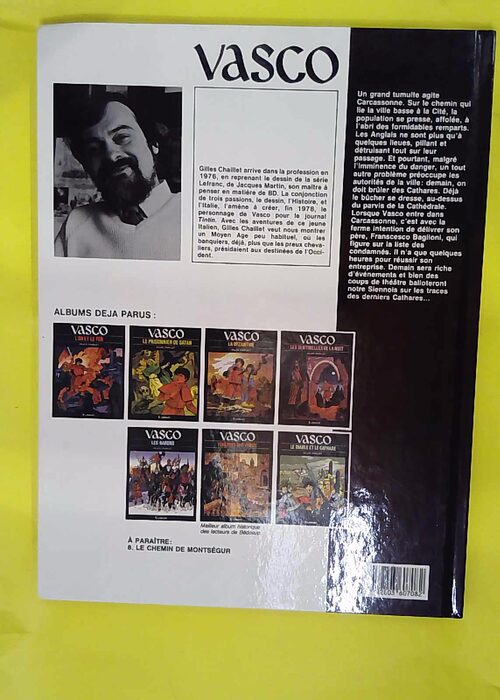 VASCO
Gilles Chaillet arrive dans la profession en
1976, en reprenant le dessin de la série
Lefranc, de Jacques Martin, son maître à
penser en matière de BD. La conjonction
de trois passions, le dessin, l'Histoire, et
l'Italie, l'amène à créer, fin 1978, le
personnage de Vasco pour le journal
Tintin. Avec les aventures de ce jeune
Italien, Gilles Chaillet veut nous montrer
un Moyen Age peu habituel, où les
banquiers, déjà, plus que les preux cheva-
liers, présidaient aux destinées de l'Occi-
dent.
Un grand tumulte agite
Carcassonne. Sur le chemin qui
lie la ville basse à la Cité, la
population se presse, affolée, à
l'abri des formidables remparts.
Les Anglais ne sont plus qu'à
quelques lieues, pillant et
détruisant tout sur leur
passage. Et pourtant, malgré
l'imminence du danger, un tout
autre problème préoccupe les
autorités de la ville: demain, on
doit brûler des Cathares. Déjà
le bûcher se dresse, au-dessus
du parvis de la Cathédrale.
Lorsque Vasco entre dans
Carcassonne, c'est avec la
ferme intention de délivrer son
père, Franscesco Baglioni, qui
figure sur la liste des
condamnés. Il n'a que quelques
heures pour réussir son
entreprise. Demain sera riche
d'événements et bien des
coups de théâtre balloteront
notre Siennois sur les traces
des derniers Cathares...
ALBUMS DEJA PARUS :
VASCO
L'OR ET LE FER
VASCO
LE PRISONNIER DE SATAN
VASCO
LA BYZANTINE
VASCO
LES SENTINELLES DE LA NUIT
VASCO
LES BARONS
VASCO
VASCO
LE DIABLE ET LE CATHARE
Meilleur album historique
des lecteurs de Bédésup
À PARAÎTRE:
8. LE CHEMIN DE MONTSÉGUR
607082